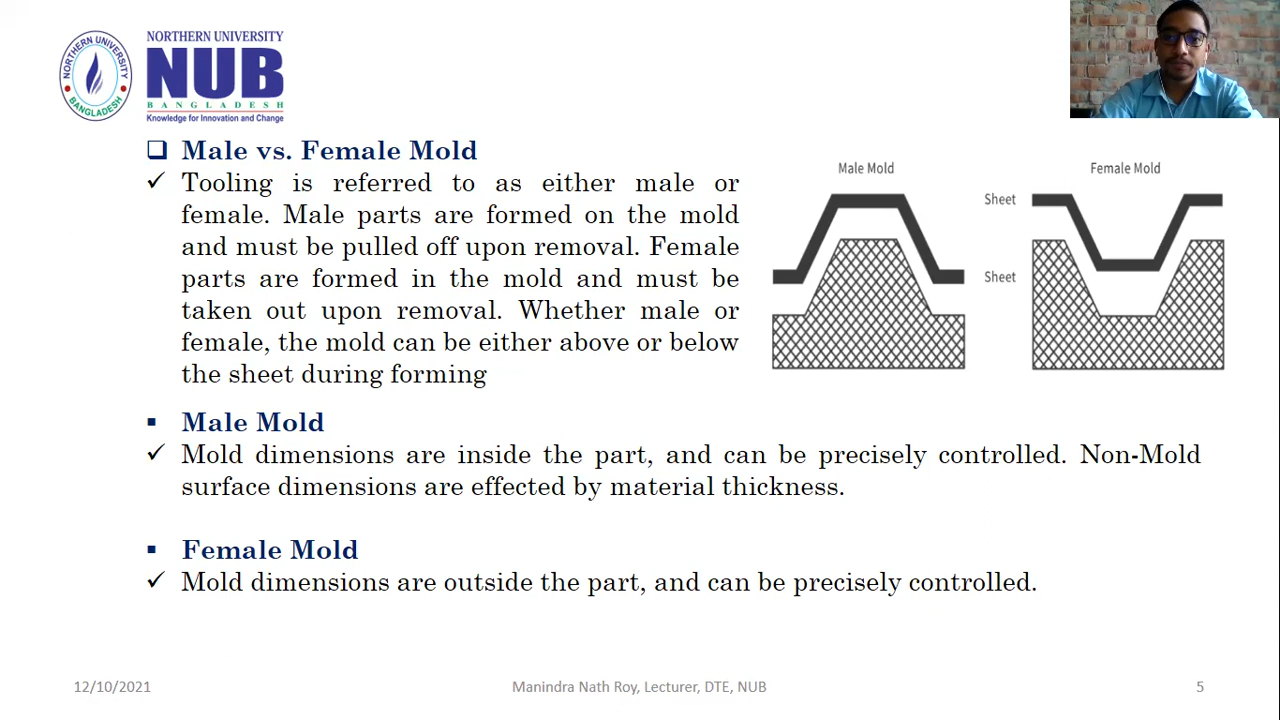 NORTHERN UNIVERSITY
BANGLADESH
NORTHERN UNIVERSITY
NUB
BANGLADESH
Knowledge for Innovation and Change
Male vs. Female Mold
Tooling is referred to as either male or
female. Male parts are formed on the mold
and must be pulled off upon removal. Female
parts are formed in the mold and must be
taken out upon removal. Whether male or
female, the mold can be either above or below
the sheet during forming
Male Mold
Female Mold
Sheet
Sheet
Male Mold
Mold dimensions are inside the part, and can be precisely controlled. Non-Mold
surface dimensions are effected by material thickness.
Female Mold
Mold dimensions are outside the part, and can be precisely controlled.
12/10/2021
Manindra Nath Roy, Lecturer, DTE, NUB
5